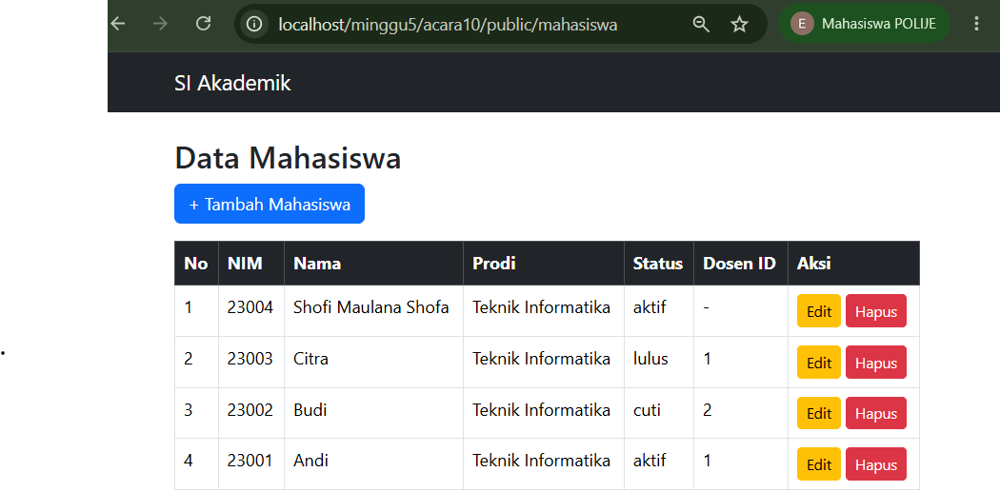 localhost/minggu5/acara10/public/mahasiswa
E Mahasiswa POLIJE
SI Akademik
Data Mahasiswa
+ Tambah Mahasiswa
No NIM Nama Prodi Status Dosen ID Aksi
1 23004 Shofi Maulana Shofa Teknik Informatika aktif - Edit Hapus
2 23003 Citra Teknik Informatika lulus 1 Edit Hapus
3 23002 Budi Teknik Informatika cuti 2 Edit Hapus
4 23001 Andi Teknik Informatika aktif 1 Edit Hapus
.